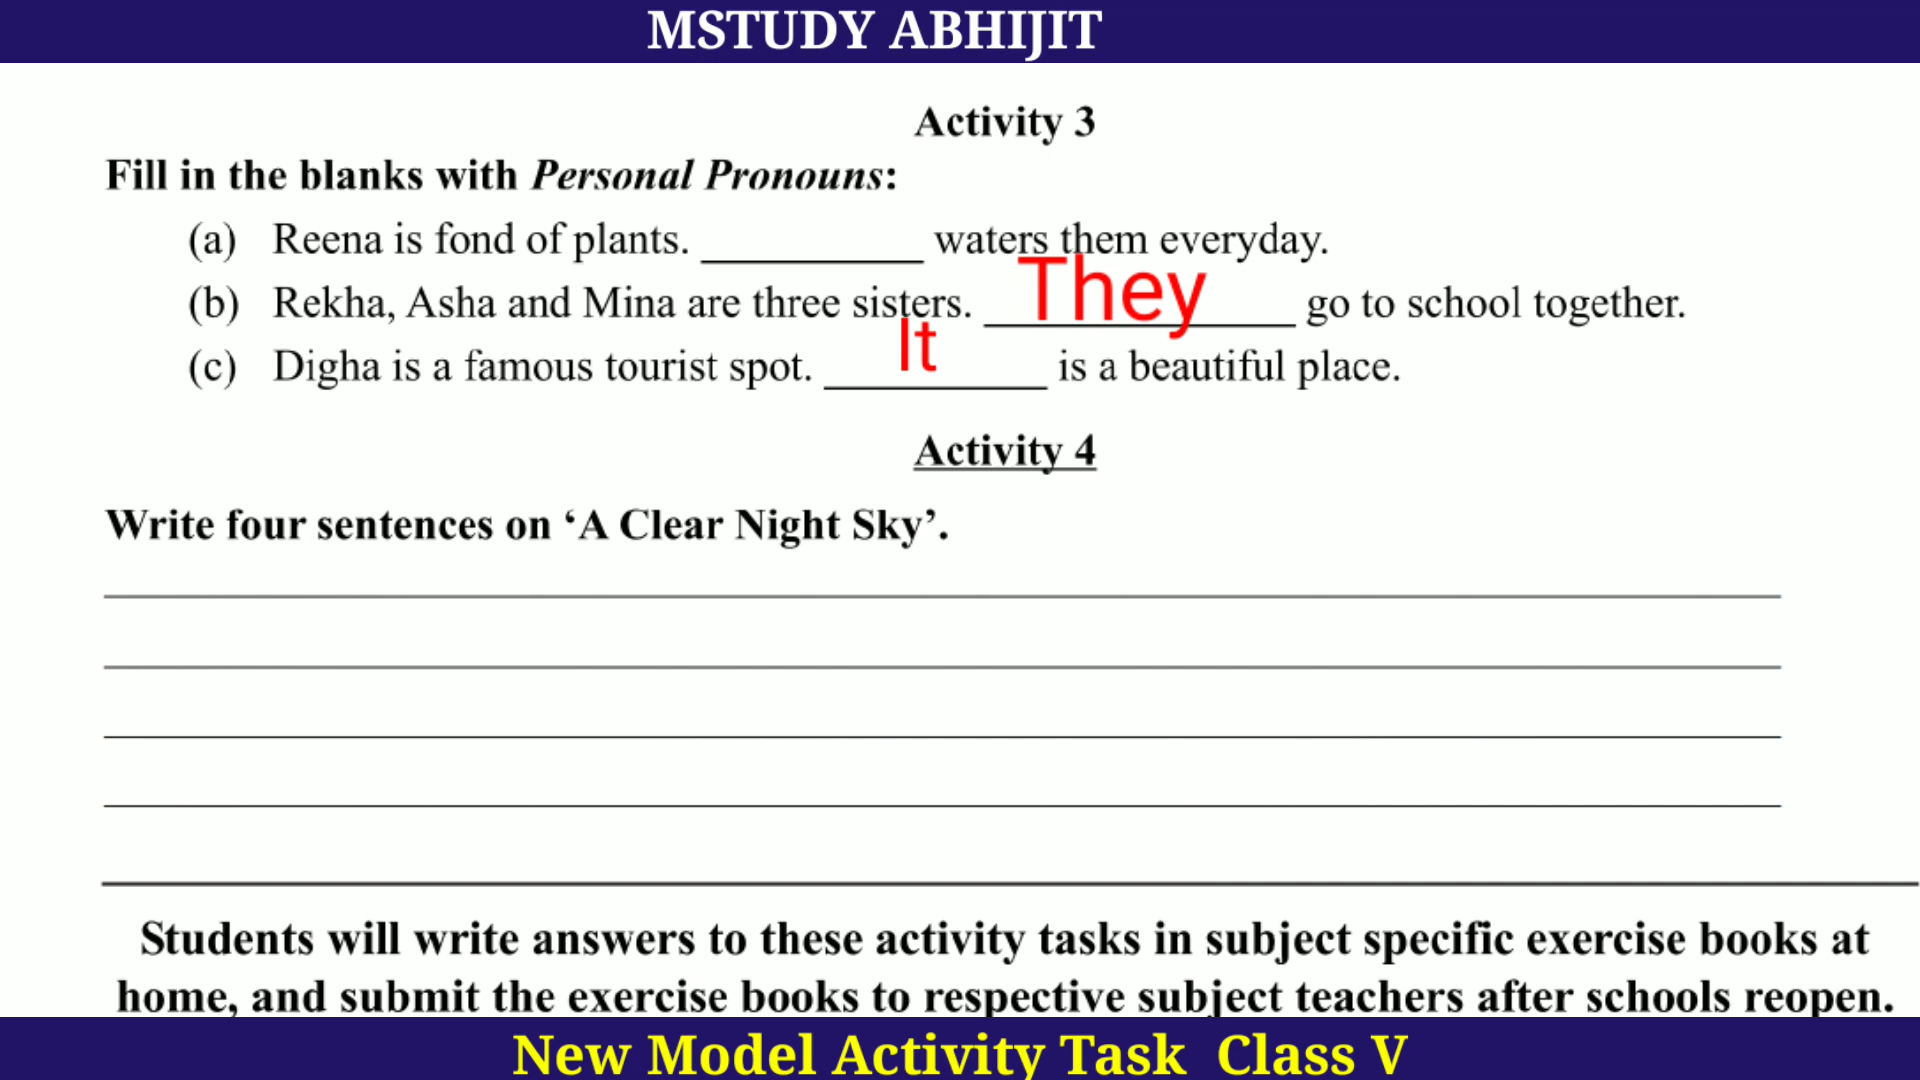 MSTUDY ABHIJIT
Activity 3
Fill in the blanks with Personal Pronouns:
(a) Reena is fond of plants. __________ waters them everyday.
(b) Rekha, Asha and Mina are three sisters. They go to school together.
(c) Digha is a famous tourist spot. It is a beautiful place.
Activity 4
Write four sentences on ‘A Clear Night Sky’.
Students will write answers to these activity tasks in subject specific exercise books at
home, and submit the exercise books to respective subject teachers after schools reopen.
New Model Activity Task Class V